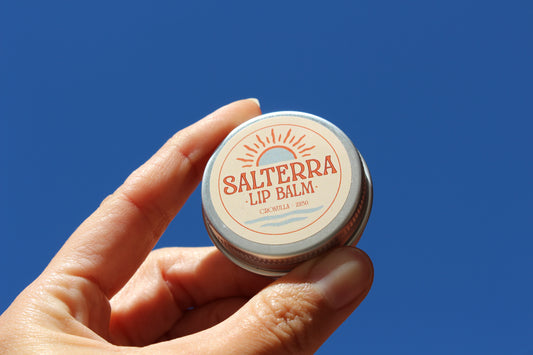 SALTERRA
·LIP BALM·
CRONULLA · 2230